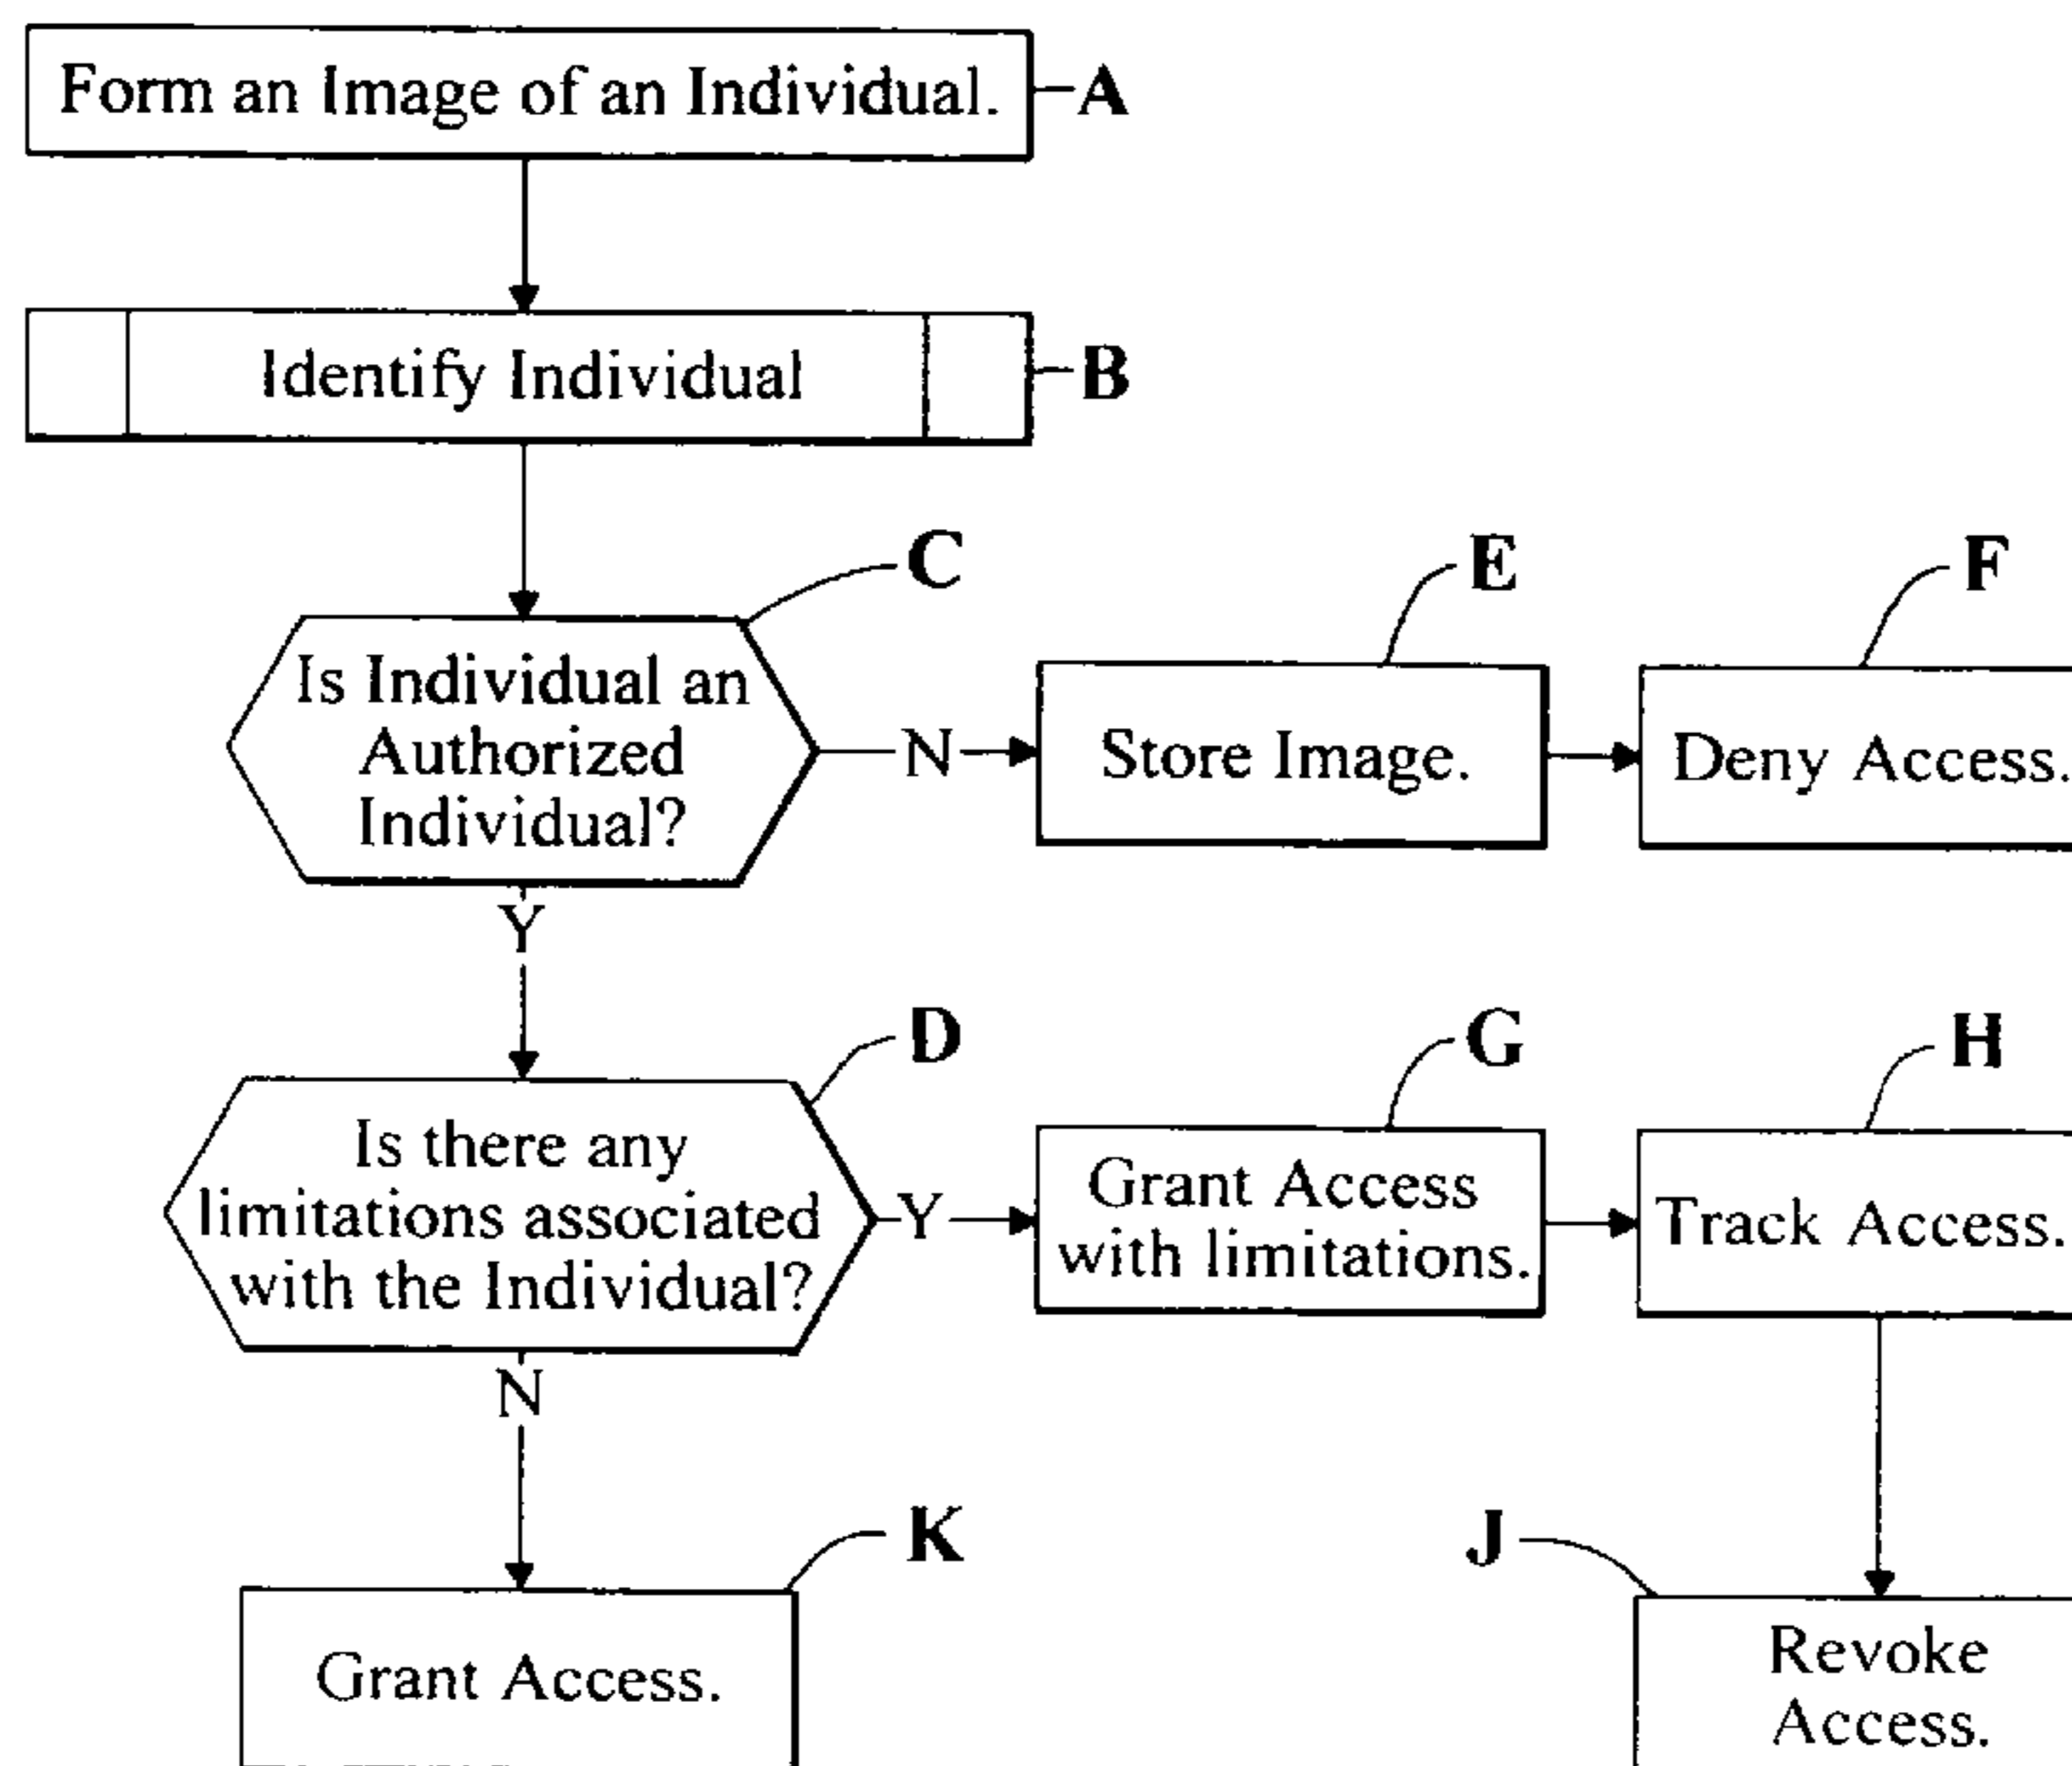 Form an Image of an Individual.
A
Identify Individual
B
C
E
F
Is Individual an
Authorized
Individual?
N
Store Image.
Deny Access.
Y
D
G
H
Is there any
limitations associated
with the Individual?
Y
Grant Access
with limitations.
Track Access.
N
K
J
Grant Access.
Revoke
Access.